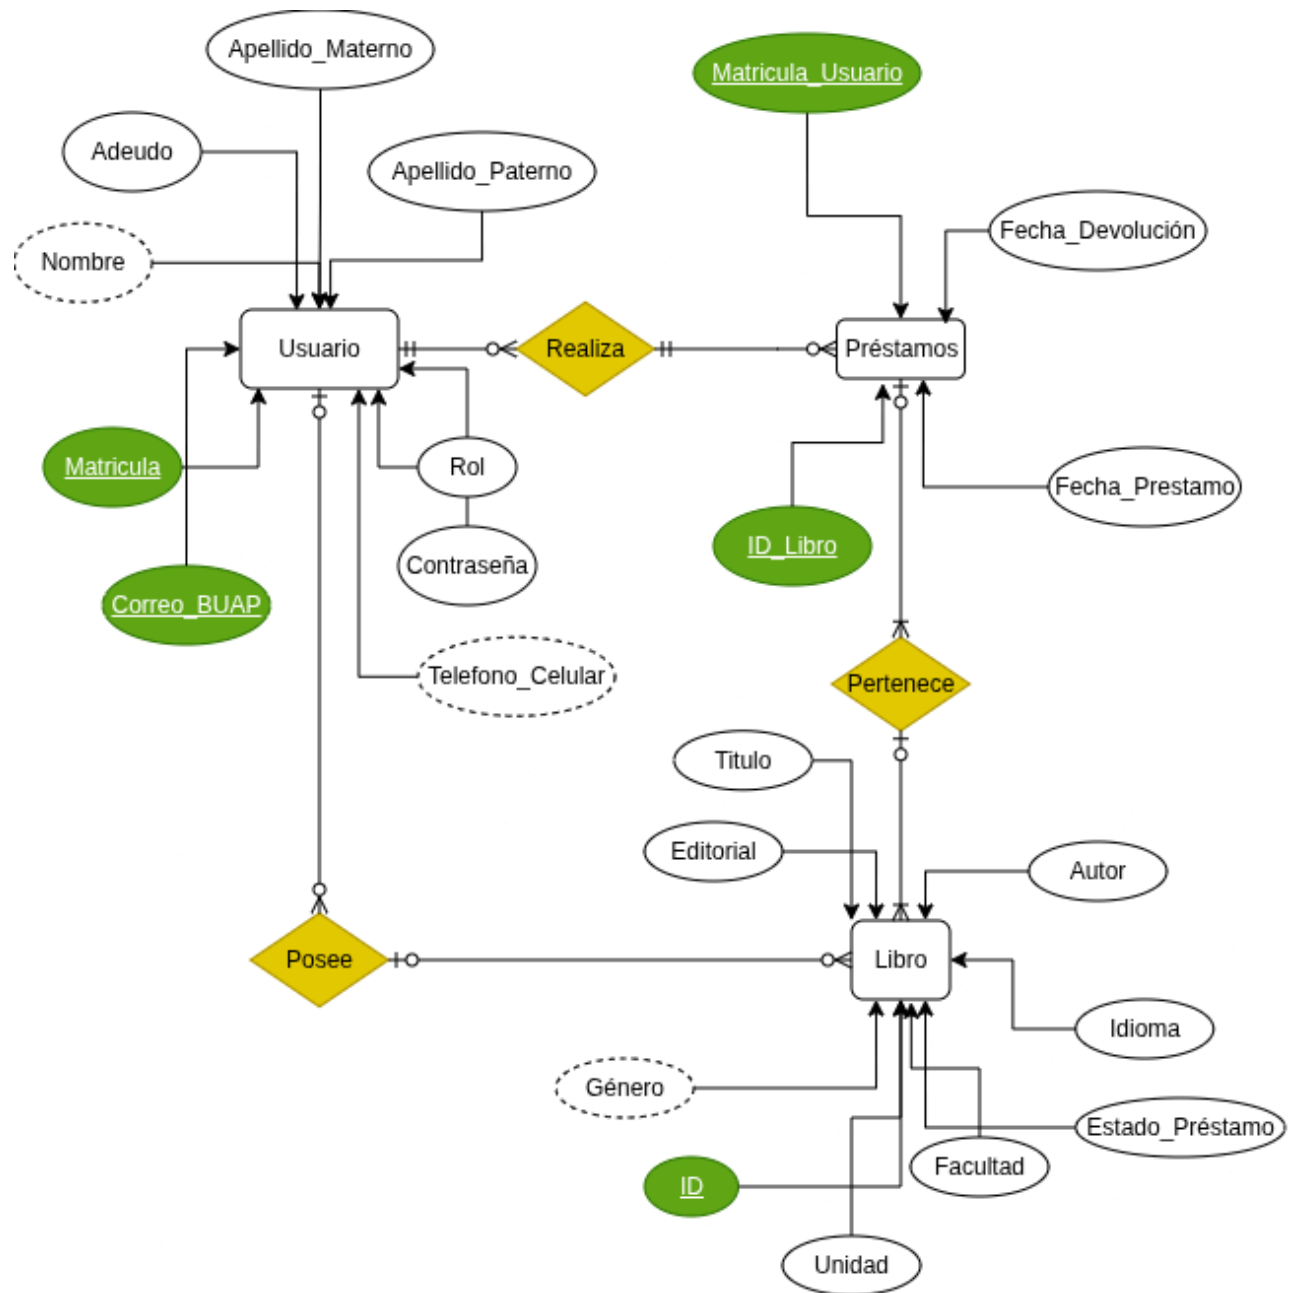 Apellido_Materno
Matricula_Usuario
Adeudo
Apellido_Paterno
Fecha_Devolución
Nombre
Usuario
Realiza
Préstamos
Matricula
Rol
Fecha_Prestamo
ID_Libro
Contraseña
Correo_BUAP
Telefono_Celular
Pertenece
Titulo
Editorial
Autor
Posee
Libro
Idioma
Género
Estado_Préstamo
Facultad
ID
Unidad